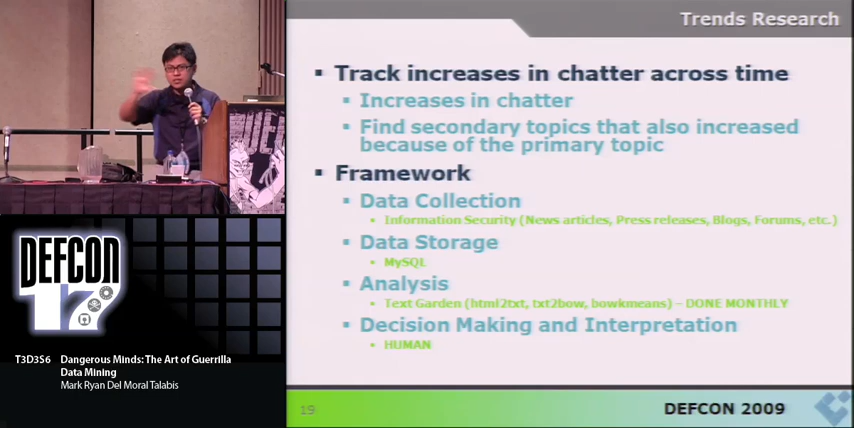 Trends Research
▪ Track increases in chatter across time
▪ Increases in chatter
▪ Find secondary topics that also increased
because of the primary topic
▪ Framework
▪ Data Collection
▪ Information Security (News articles, Press releases, Blogs, Forums, etc.)
▪ Data Storage
▪ MySQL
▪ Analysis
▪ Text Garden (html2txt, txt2bow, bowkmeans) – DONE MONTHLY
▪ Decision Making and Interpretation
▪ HUMAN
19
DEFCON 2009
DEFCON
17
T3D3S6 Dangerous Minds: The Art of Guerrilla
Data Mining
Mark Ryan Del Moral Talabis